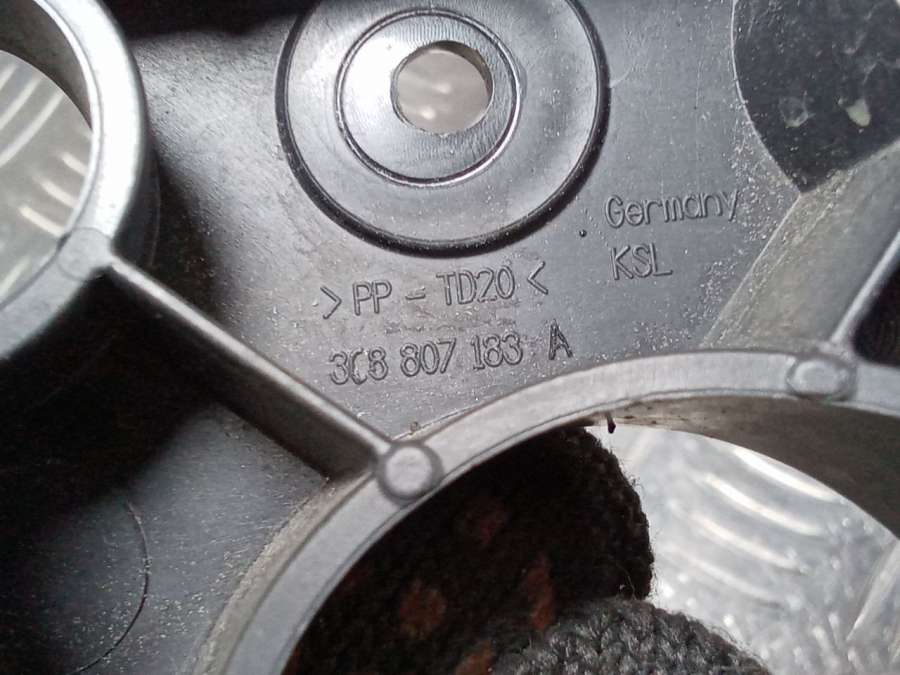 Germany
KSL
>PP-TD20<
3C8 807 183 A